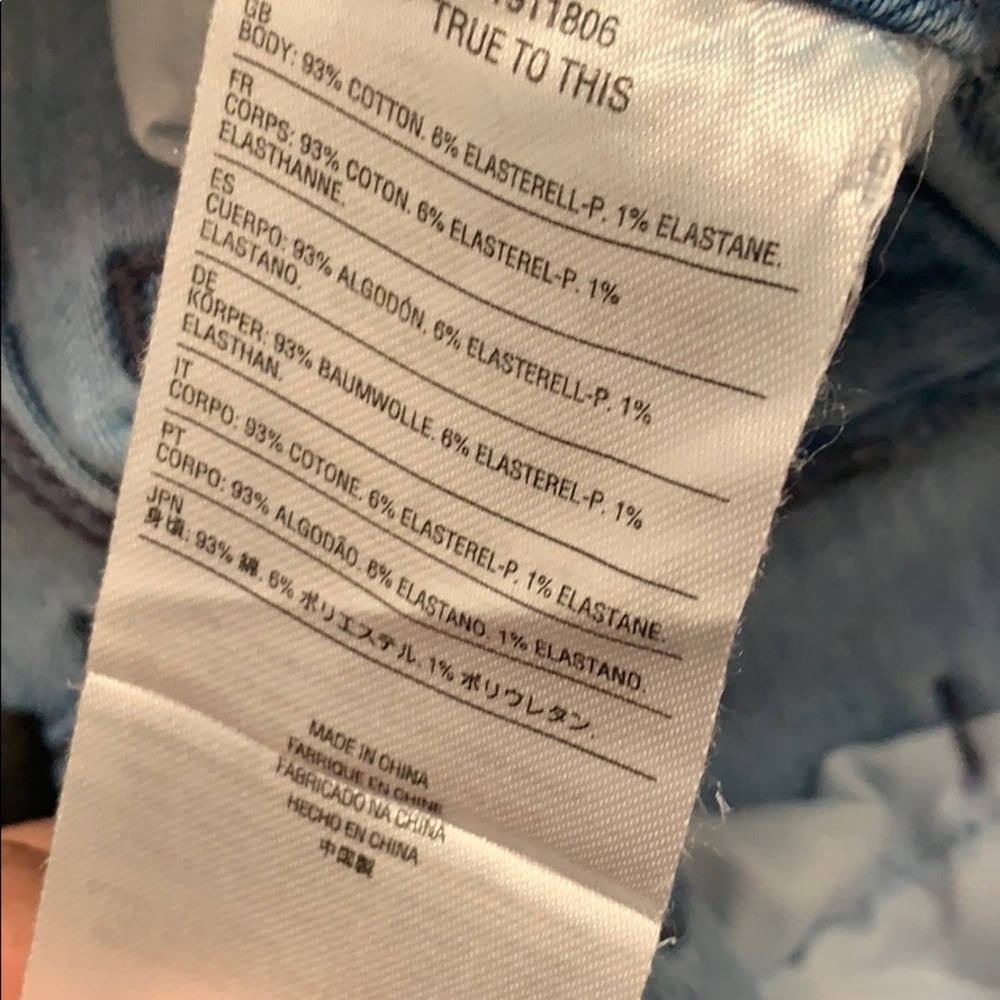 911806
TRUE TO THIS
GB
BODY: 93% COTTON. 6% ELASTERELL-P. 1% ELASTANE.
FR
CORPS: 93% COTON. 6% ELASTEREL-P. 1%
ELASTHANNE.
ES
CUERPO: 93% ALGODÓN. 6% ELASTERELL-P. 1%
ELASTANO.
DE
KÖRPER: 93% BAUMWOLLE. 6% ELASTEREL-P. 1%
ELASTHAN.
IT
CORPO: 93% COTONE. 6% ELASTEREL-P. 1% ELASTANE.
PT
CORPO: 93% ALGODÃO. 6% ELASTANO. 1% ELASTANO.
JPN
身頃: 93% 綿. 6% ポリエステル. 1% ポリウレタン.
MADE IN CHINA
FABRIQUE EN CHINE
FABRICADO NA CHINA
HECHO EN CHINA
中国製